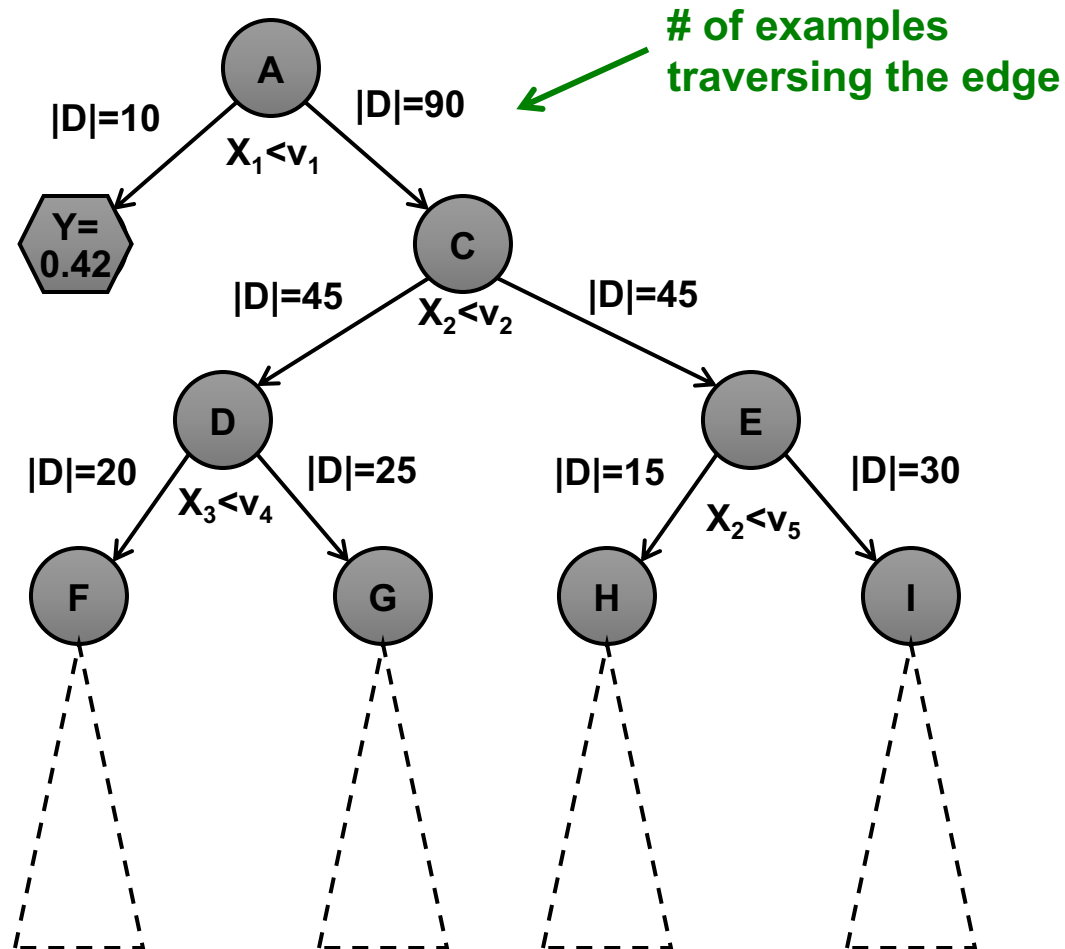 # of examples
traversing the edge
A
|D|=10
|D|=90
X₁<v₁
Y=
0.42
C
|D|=45
|D|=45
X₂<v₂
D
E
|D|=20
|D|=25
|D|=15
|D|=30
X₃<v₄
X₂<v₅
F
G
H
I